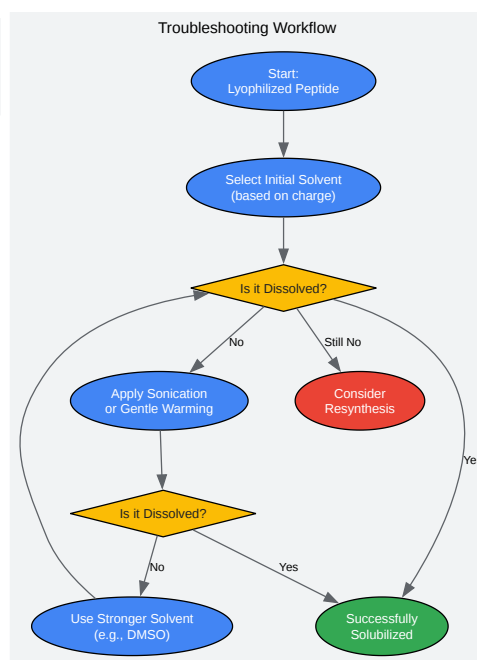 Troubleshooting Workflow
Start:
Lyophilized Peptide
Select Initial Solvent
(based on charge)
Is it Dissolved?
No
Still No
Apply Sonication
or Gentle Warming
Consider
Resynthesis
Ye
Is it Dissolved?
No
Yes
Use Stronger Solvent
(e.g., DMSO)
Successfully
Solubilized